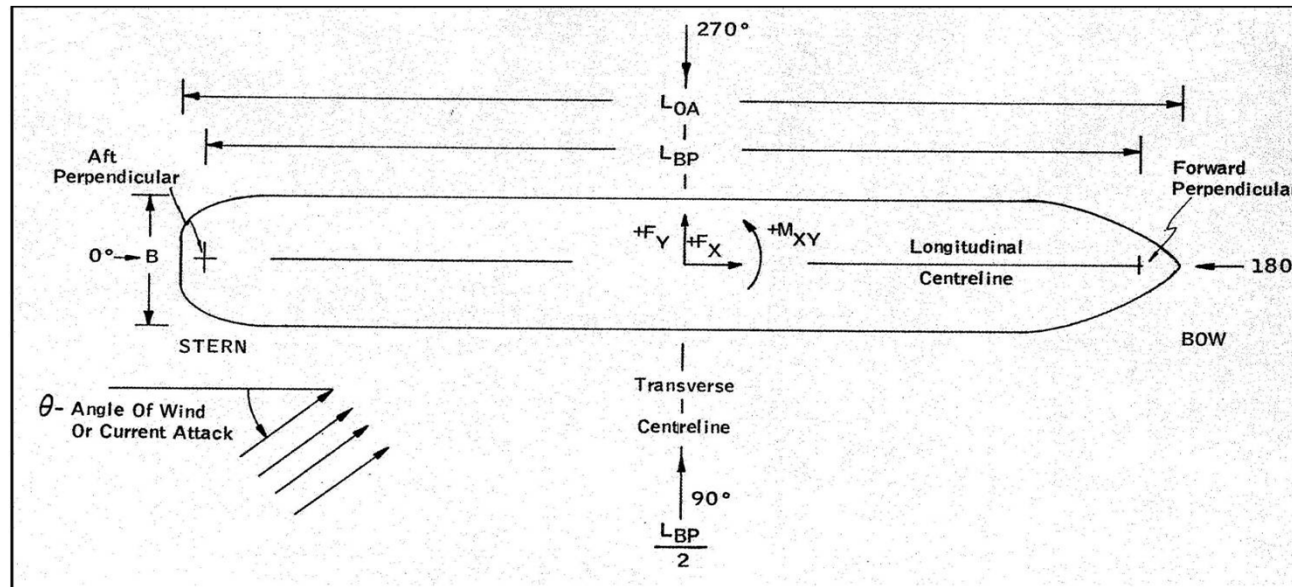 270°
L_OA
L_BP
Aft
Perpendicular
Forward
Perpendicular
+F_Y
+F_X
+M_XY
0°
B
Longitudinal
Centreline
180
STERN
BOW
θ- Angle Of Wind
Or Current Attack
Transverse
Centreline
90°
L_BP
2